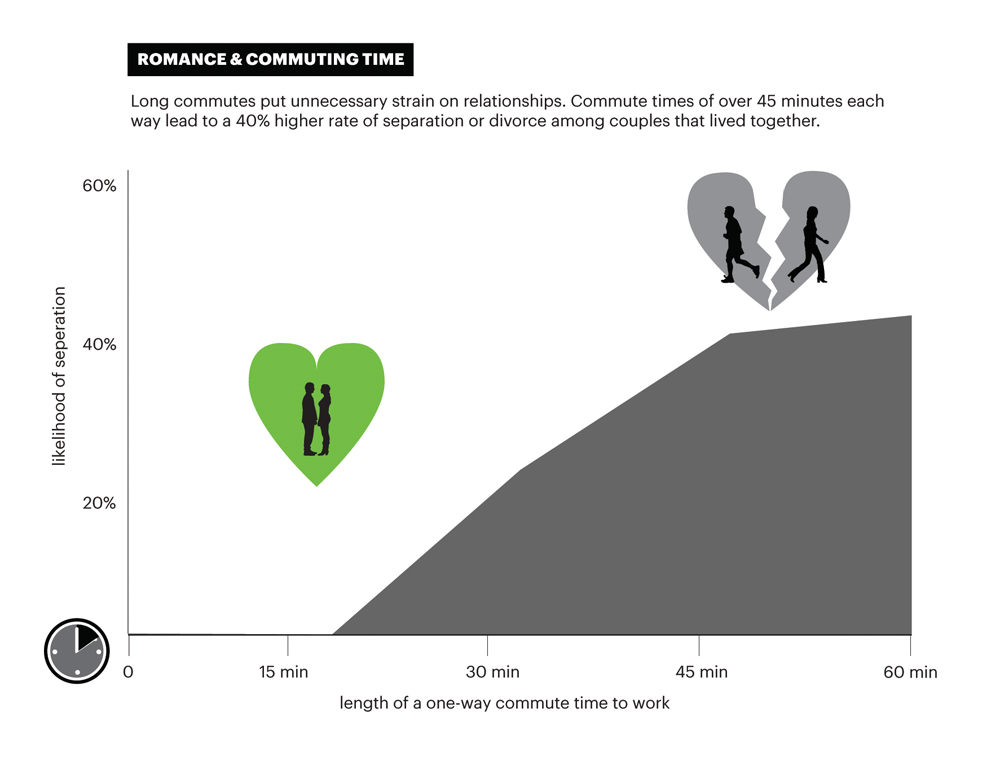 ROMANCE & COMMUTING TIME
Long commutes put unnecessary strain on relationships. Commute times of over 45 minutes each
way lead to a 40% higher rate of separation or divorce among couples that lived together.
60%
40%
20%
likelihood of seperation
0
15 min
30 min
45 min
60 min
length of a one-way commute time to work